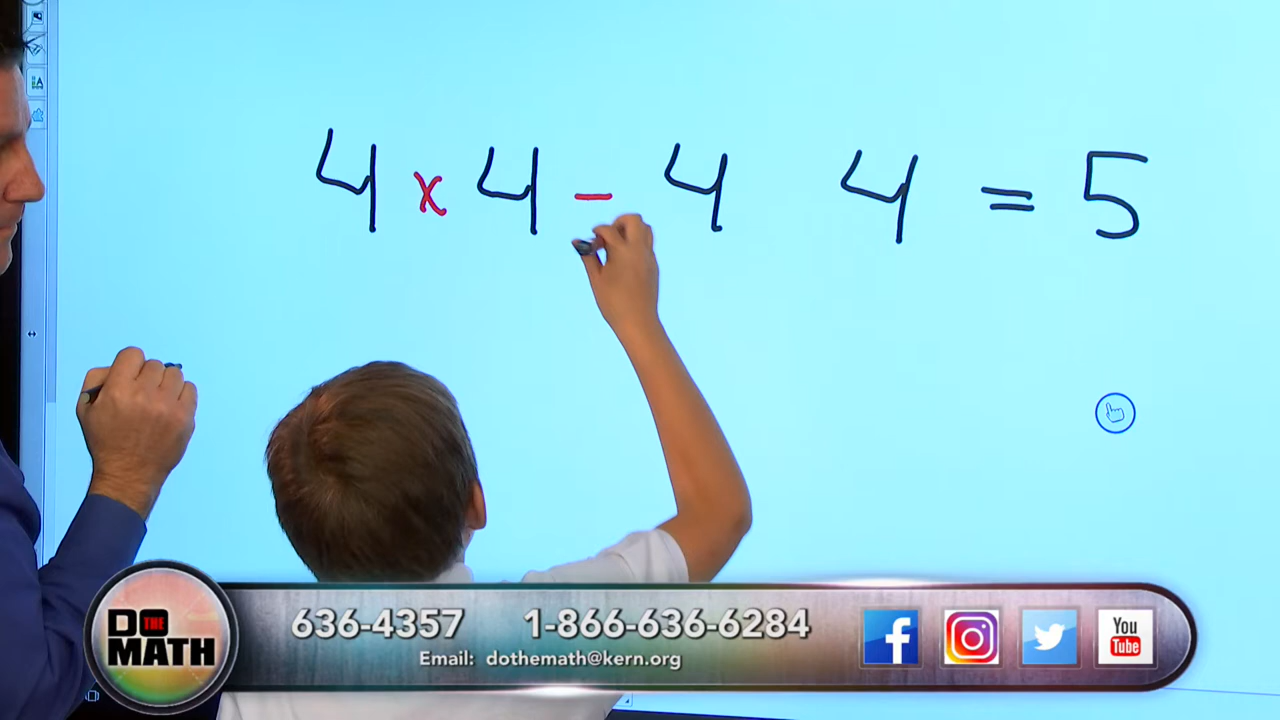 4 x 4 − 4 4 = 5
DO THE MATH
636-4357 1-866-636-6284
Email: dothemath@kern.org
You Tube